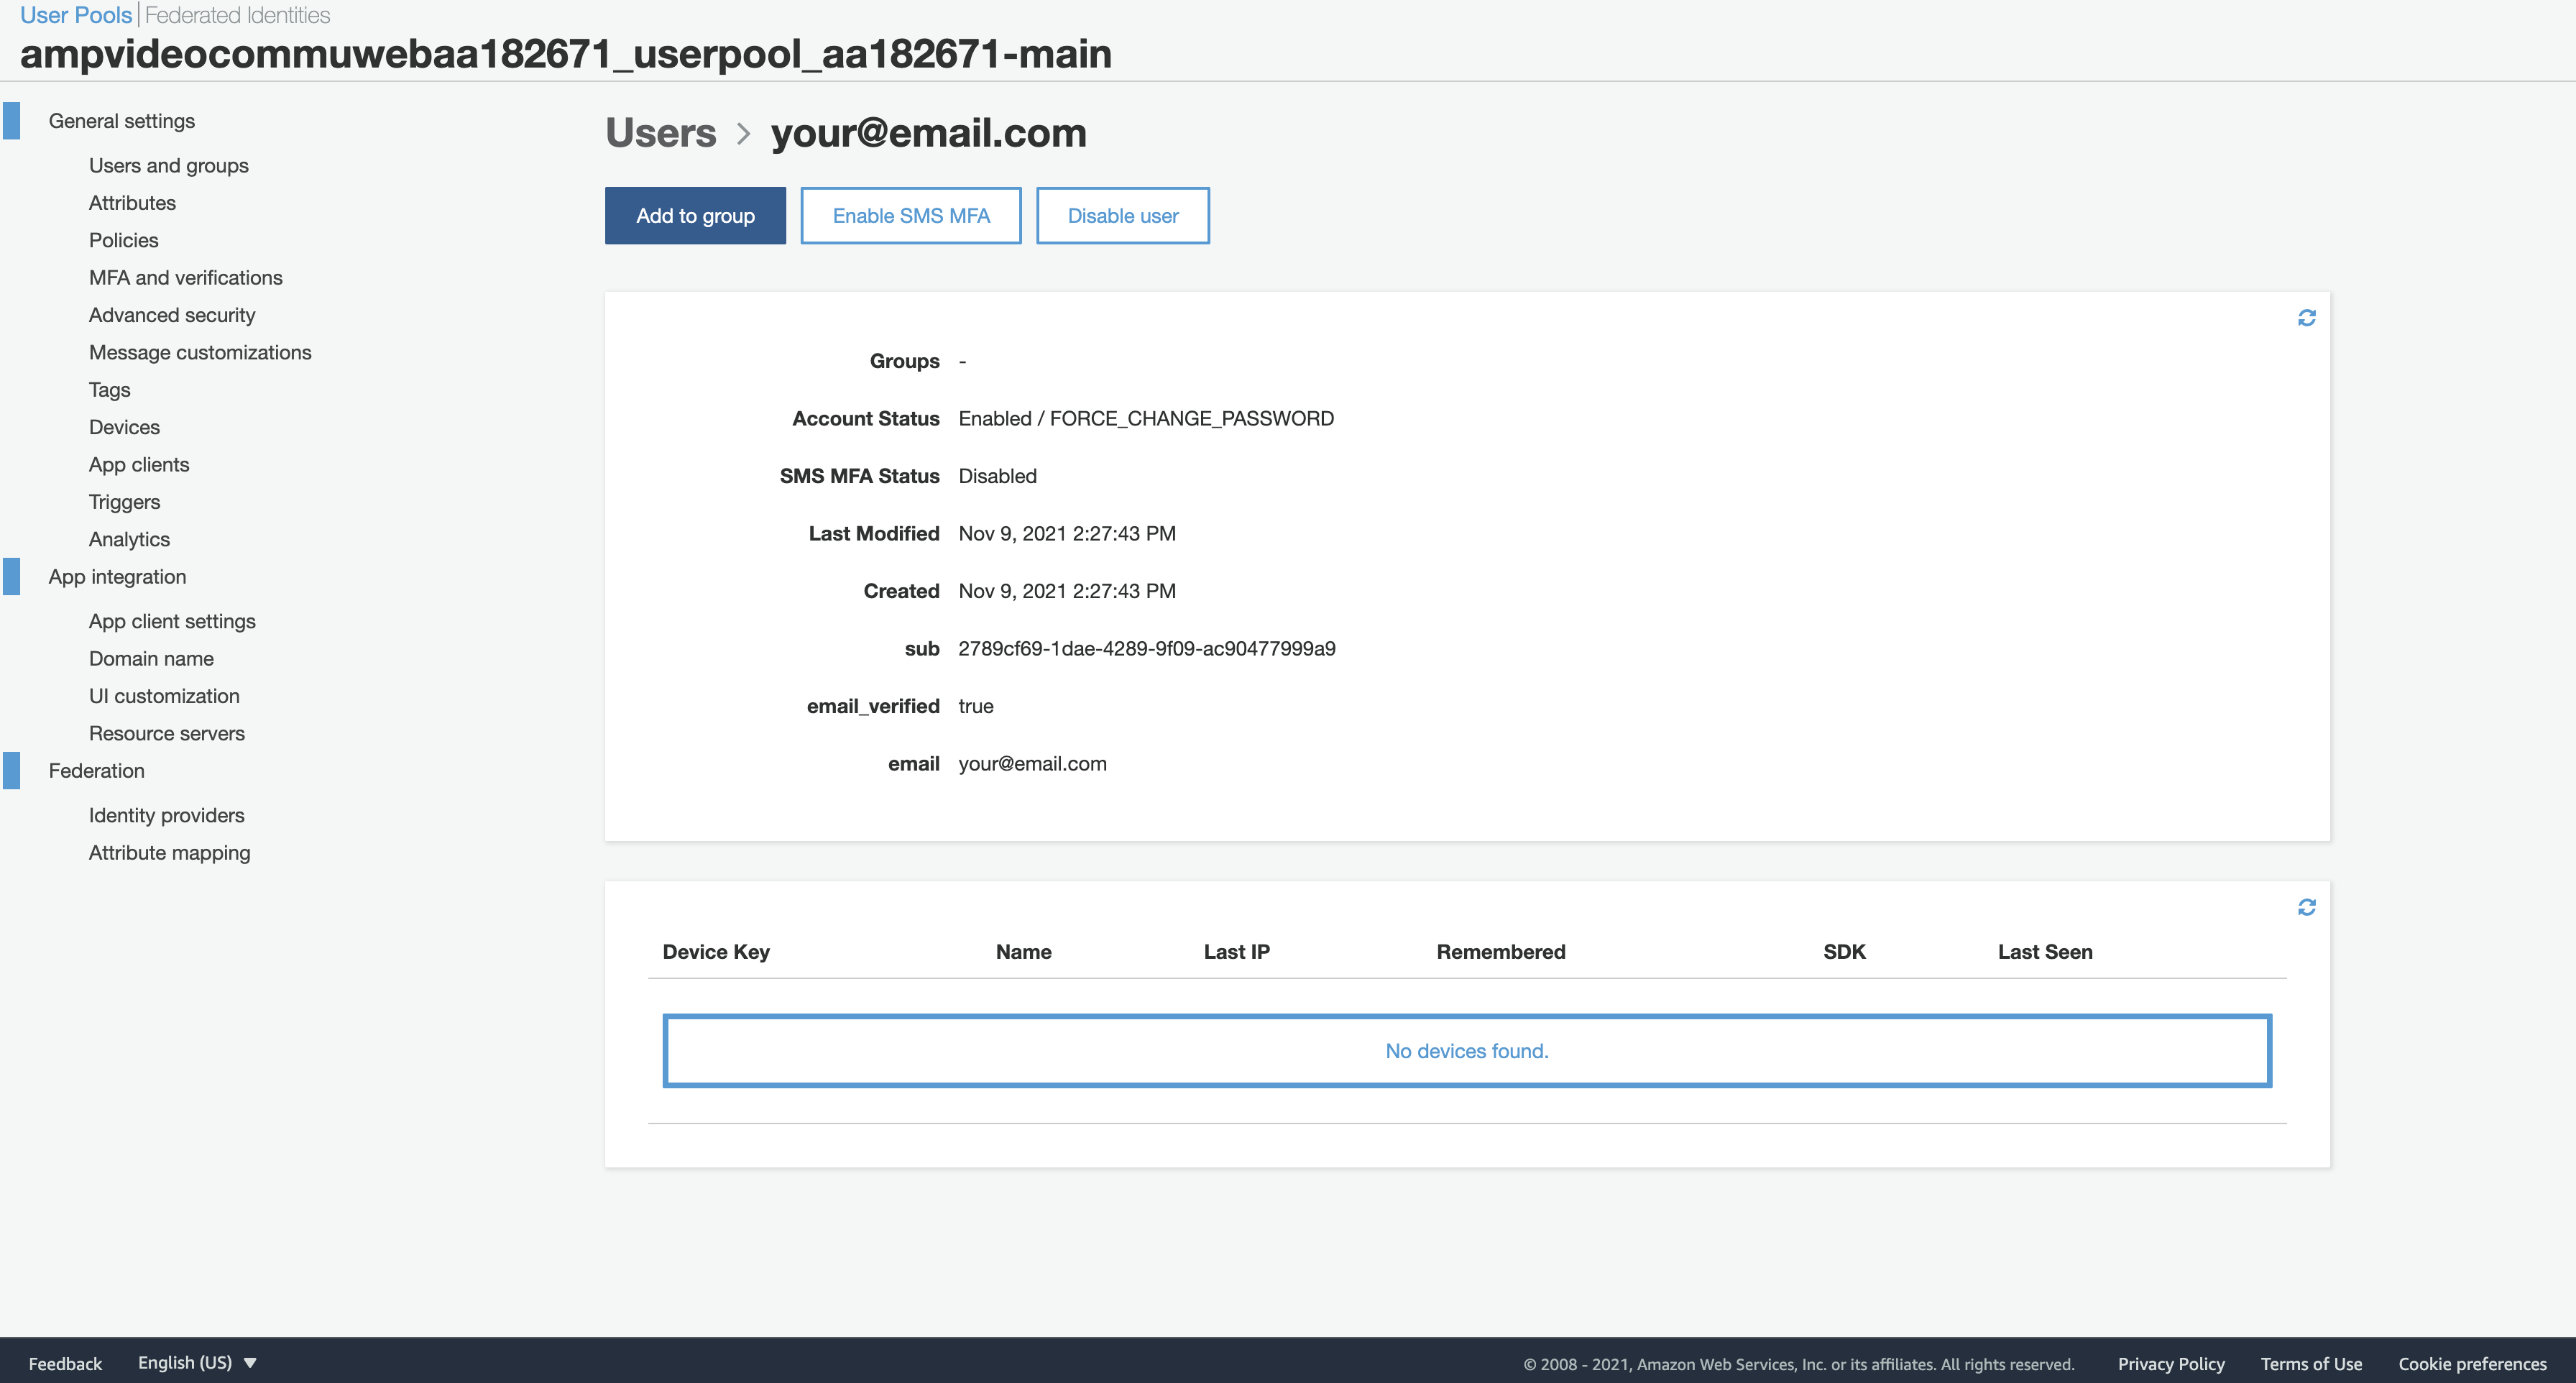 User Pools | Federated Identities
ampvideocommuwebaa182671_userpool_aa182671-main
General settings
Users and groups
Attributes
Policies
MFA and verifications
Advanced security
Message customizations
Tags
Devices
App clients
Triggers
Analytics
App integration
App client settings
Domain name
UI customization
Resource servers
Federation
Identity providers
Attribute mapping
Users > your@email.com
Add to group Enable SMS MFA Disable user
Groups -
Account Status Enabled / FORCE_CHANGE_PASSWORD
SMS MFA Status Disabled
Last Modified Nov 9, 2021 2:27:43 PM
Created Nov 9, 2021 2:27:43 PM
sub 2789cf69-1dae-4289-9f09-ac90477999a9
email_verified true
email your@email.com
Device Key Name Last IP Remembered SDK Last Seen
No devices found.
Feedback English (US) © 2008 - 2021, Amazon Web Services, Inc. or its affiliates. All rights reserved. Privacy Policy Terms of Use Cookie preferences